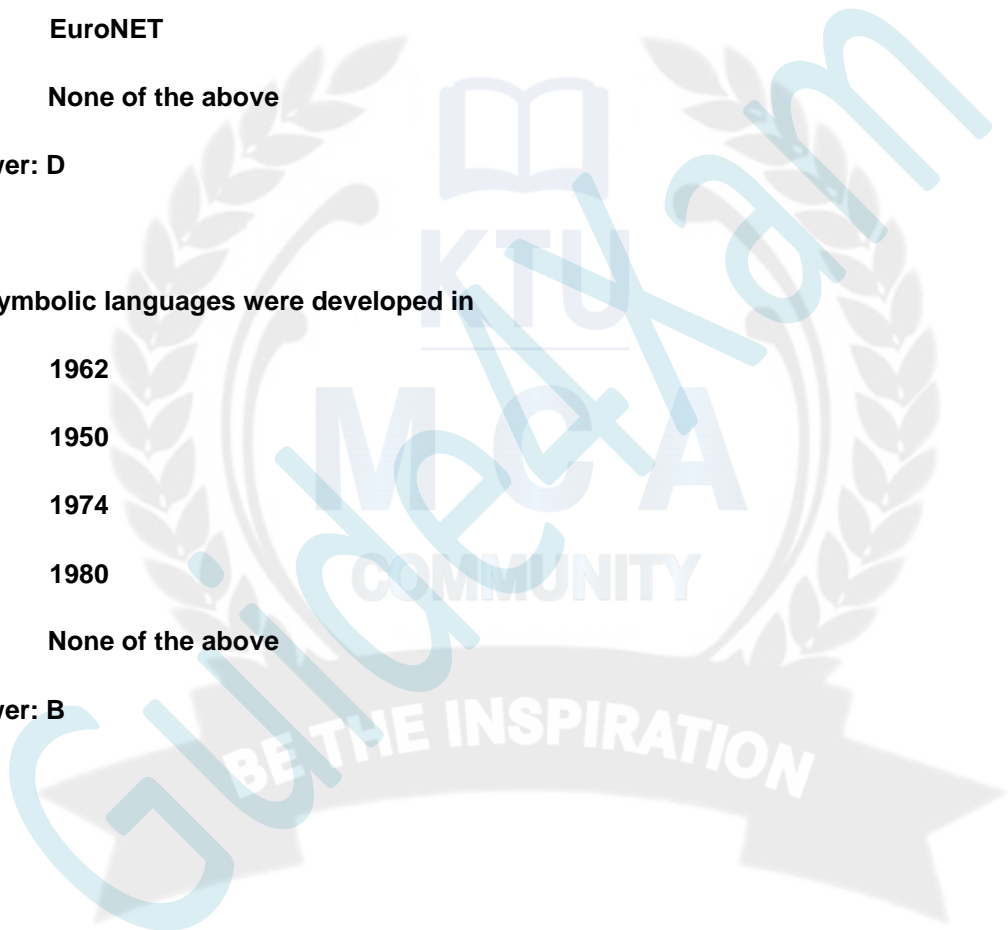 EuroNET
None of the above
wer: D
ymbolic languages were developed in
1962
1950
1974
1980
None of the above
wer: B
KTU
MCA
COMMUNITY
BE THE INSPIRATION
Guide4Xam